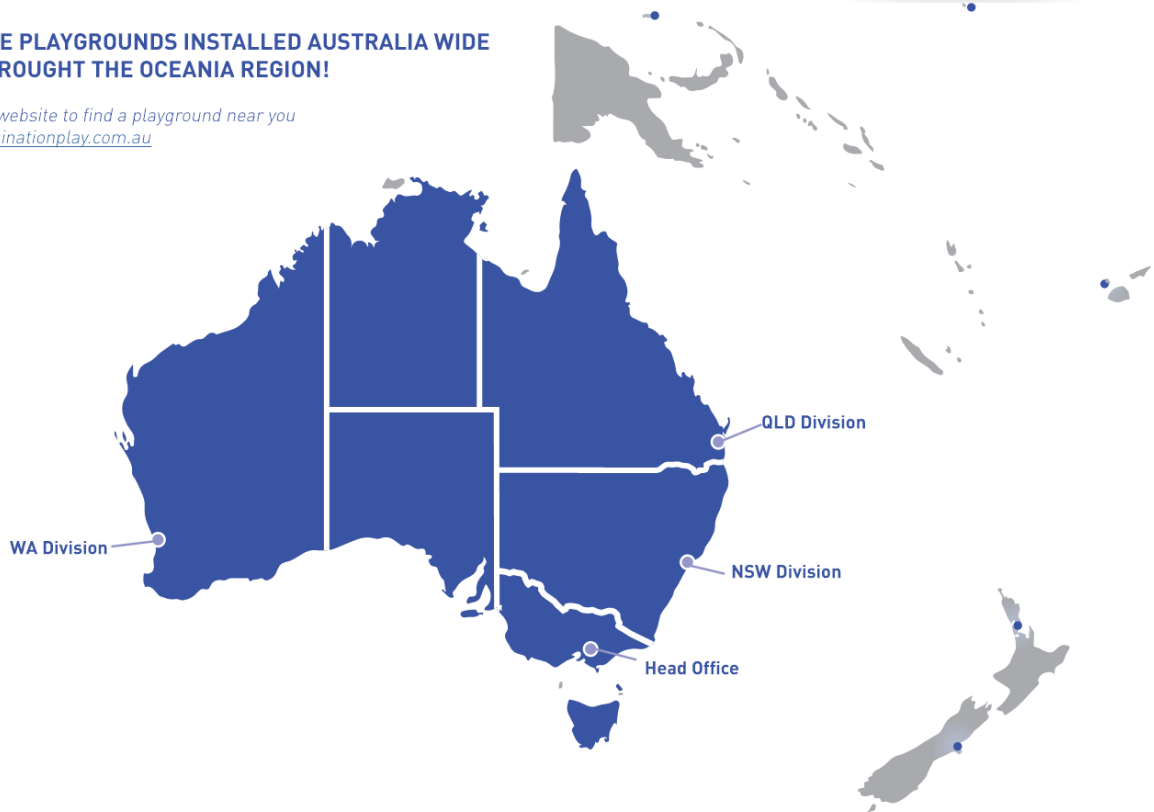 E PLAYGROUNDS INSTALLED AUSTRALIA WIDE
ROUGHT THE OCEANIA REGION!
website to find a playground near you
inationplay.com.au
QLD Division
WA Division
NSW Division
Head Office